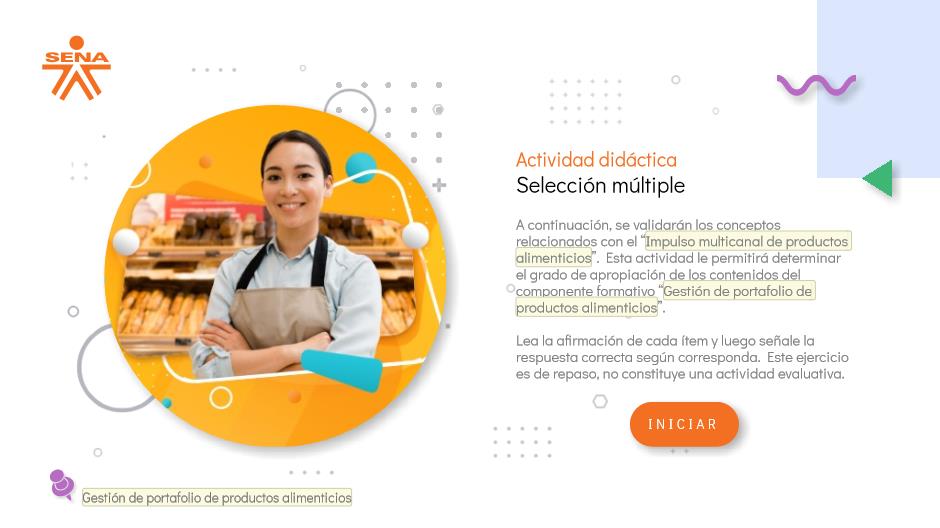 SENA
Actividad didáctica
Selección múltiple
A continuación, se validarán los conceptos
relacionados con el “Impulso multicanal de productos
alimenticios”. Esta actividad le permitirá determinar
el grado de apropiación de los contenidos del
componente formativo “Gestión de portafolio de
productos alimenticios”.
Lea la afirmación de cada ítem y luego señale la
respuesta correcta según corresponda. Este ejercicio
es de repaso, no constituye una actividad evaluativa.
INICIAR
Gestión de portafolio de productos alimenticios